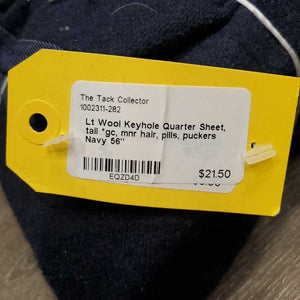 The Tack Collector
1002311-282
Lt Wool Keyhole Quarter Sheet,
tail *gc, mnr hair, pills, puckers
Navy 56"
EQZD4D
$21.50